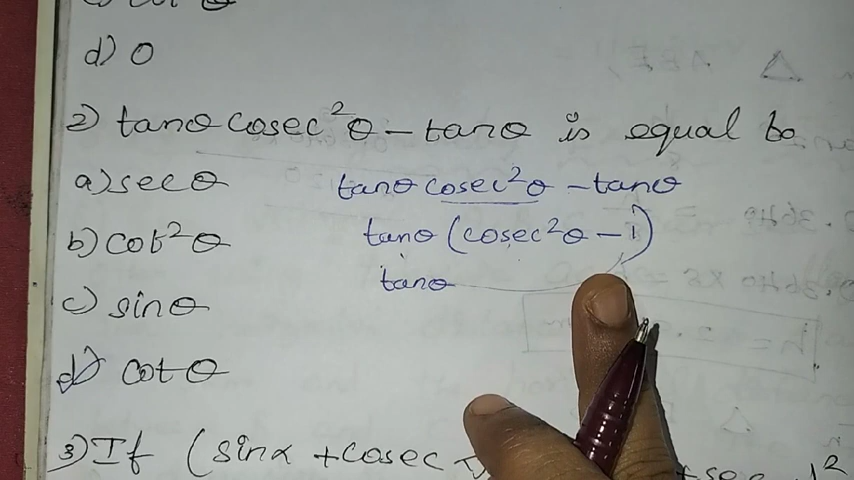 d) 0
2) tanθ cosec²θ - tanθ is equal to
a) secθ
tanθ cosec²θ - tanθ
b) cot²θ
tanθ (cosec²θ - 1)
tanθ
c) sinθ
d) cotθ
3) If (sinα + cosec